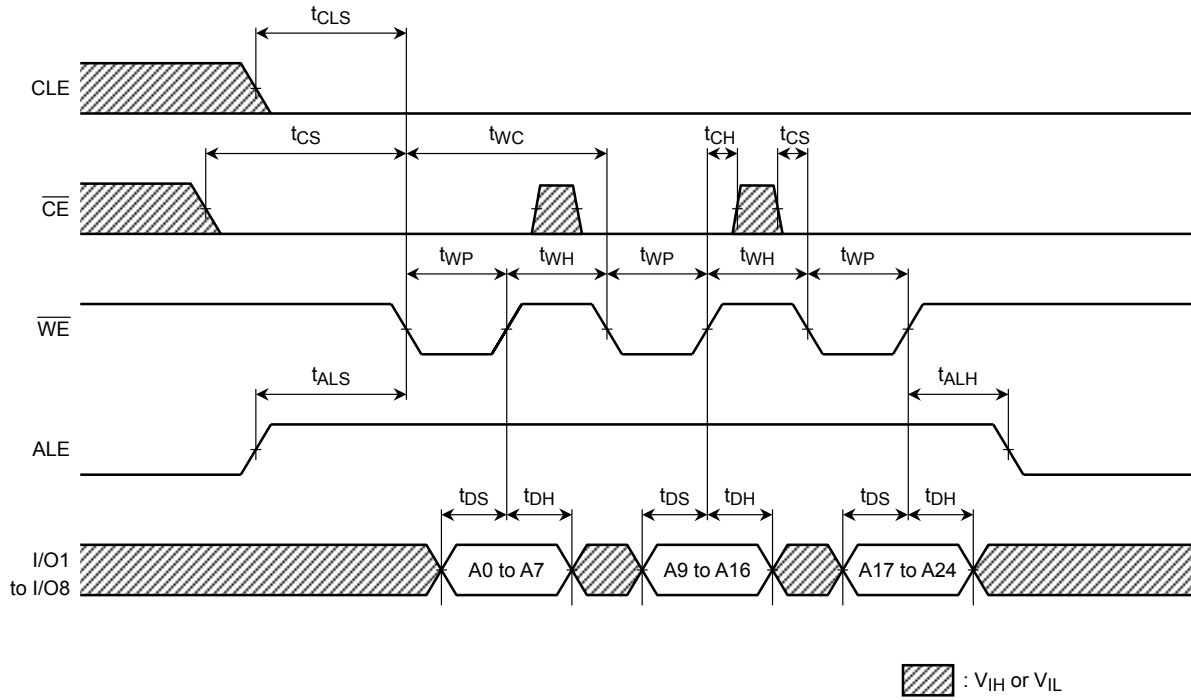 tCLS
CLE
tCS tWC tCH tCS
CE
tWP tWH tWP tWH tWP
WE
tALS tALH
ALE
tDS tDH tDS tDH tDS tDH
I/O1
to I/O8
A0 to A7 A9 to A16 A17 to A24
: VIH or VIL